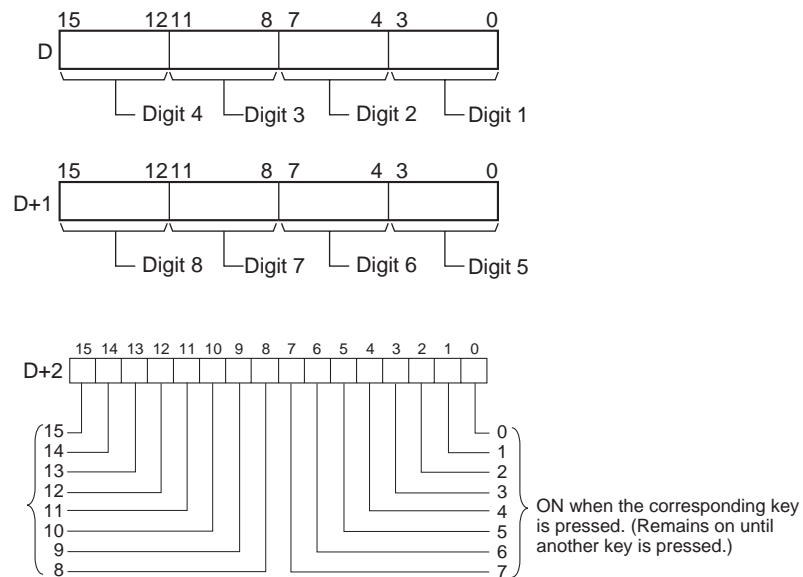 15 12 11 8 7 4 3 0
D
Digit 4 Digit 3 Digit 2 Digit 1
15 12 11 8 7 4 3 0
D+1
Digit 8 Digit 7 Digit 6 Digit 5
15 14 13 12 11 10 9 8 7 6 5 4 3 2 1 0
D+2
15 0
14 1
13 2
12 3
11 4
10 5
9 6
8 7
ON when the corresponding key
is pressed. (Remains on until
another key is pressed.)